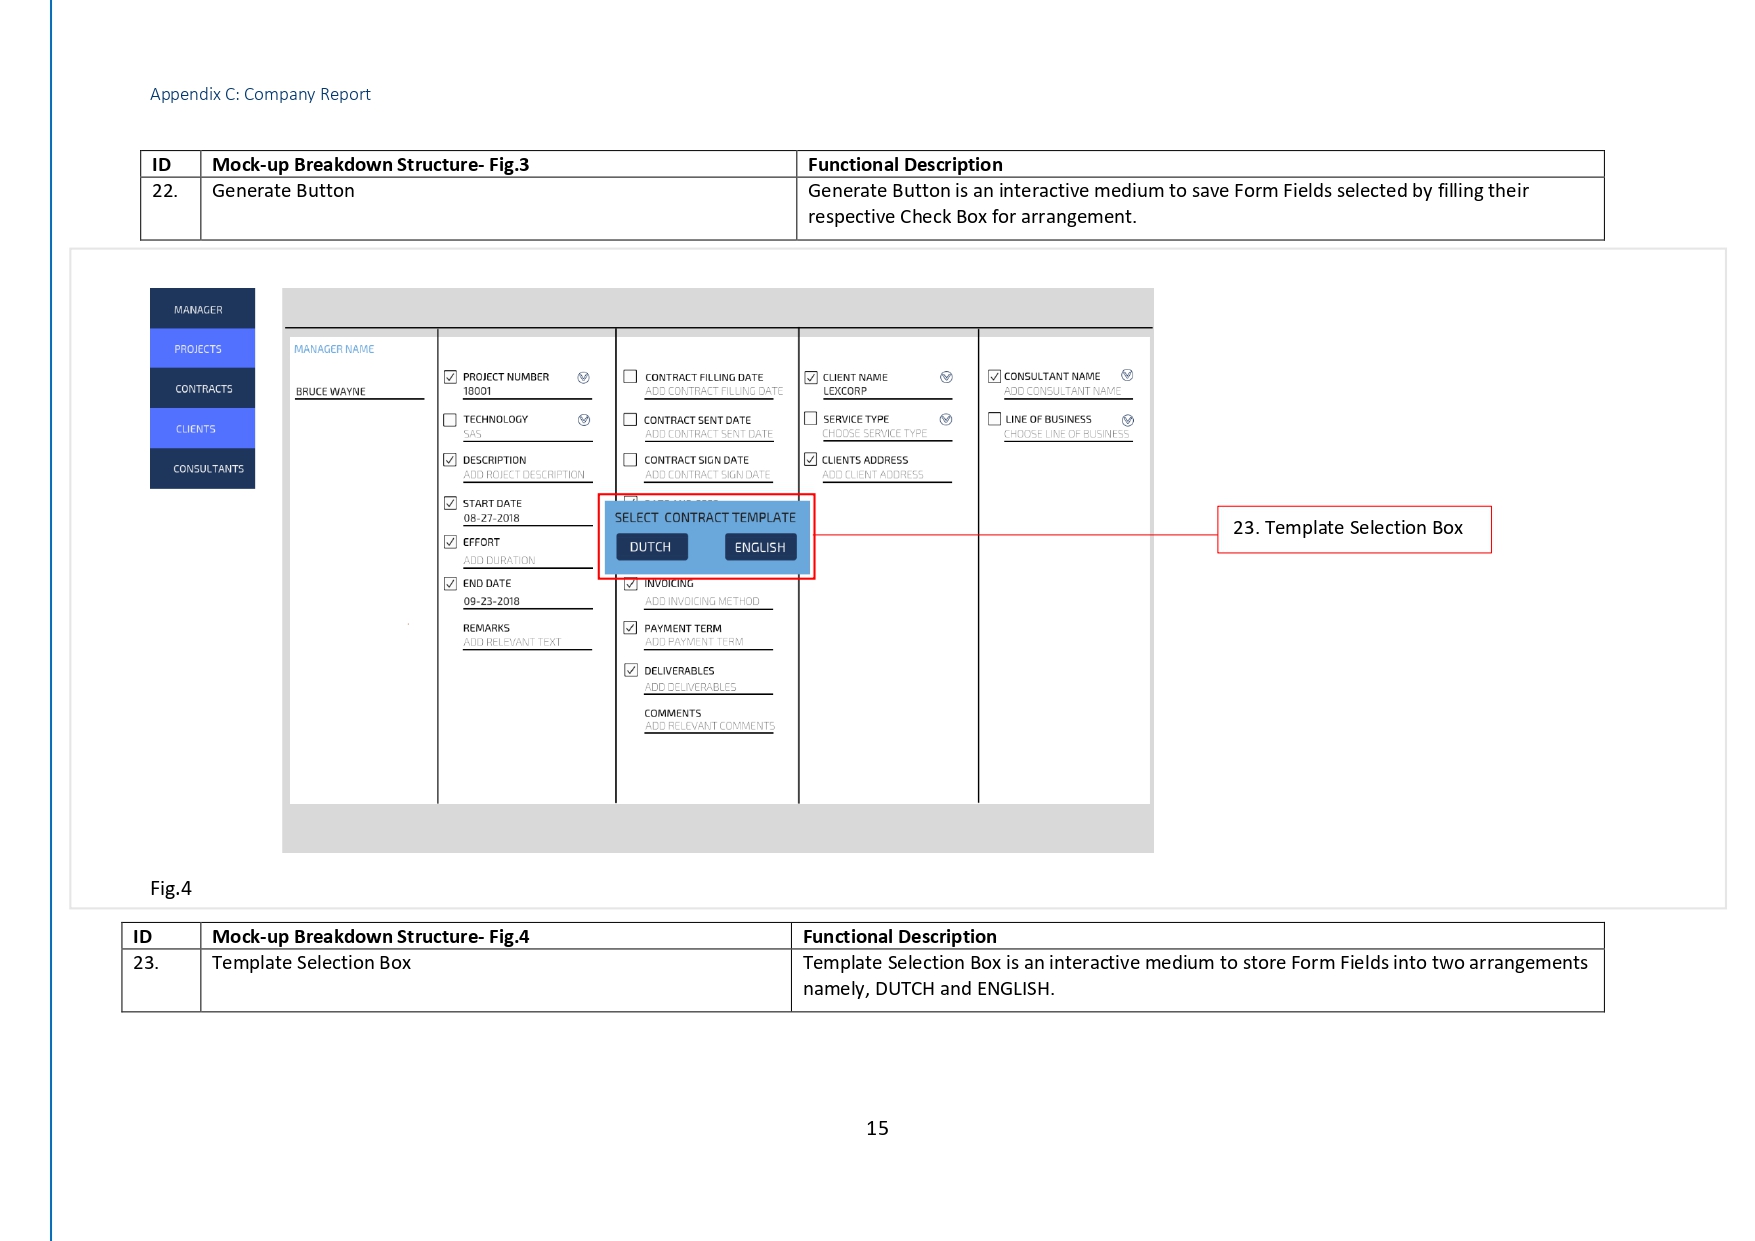 Appendix C: Company Report
ID Mock-up Breakdown Structure- Fig.3 Functional Description
22. Generate Button Generate Button is an interactive medium to save Form Fields selected by filling their
respective Check Box for arrangement.
MANAGER
PROJECTS
CONTRACTS
CLIENTS
CONSULTANTS
MANAGER NAME
BRUCE WAYNE
PROJECT NUMBER
18001
TECHNOLOGY
SAS
DESCRIPTION
ADD ROJECT DESCRIPTION
START DATE
08-27-2018
EFFORT
ADD DURATION
END DATE
09-23-2018
REMARKS
ADD RELEVANT TEXT
CONTRACT FILLING DATE
ADD CONTRACT FILLING DATE
CONTRACT SENT DATE
ADD CONTRACT SENT DATE
CONTRACT SIGN DATE
ADD CONTRACT SIGN DATE
SELECT CONTRACT TEMPLATE
DUTCH ENGLISH
INVOICING
ADD INVOICING METHOD
PAYMENT TERM
ADD PAYMENT TERM
DELIVERABLES
ADD DELIVERABLES
COMMENTS
ADD RELEVANT COMMENTS
CLIENT NAME
LEXCORP
SERVICE TYPE
CHOOSE SERVICE TYPE
CLIENTS ADDRESS
ADD CLIENT ADDRESS
CONSULTANT NAME
ADD CONSULTANT NAME
LINE OF BUSINESS
CHOOSE LINE OF BUSINESS
23. Template Selection Box
Fig.4
ID Mock-up Breakdown Structure- Fig.4 Functional Description
23. Template Selection Box Template Selection Box is an interactive medium to store Form Fields into two arrangements
namely, DUTCH and ENGLISH.
15